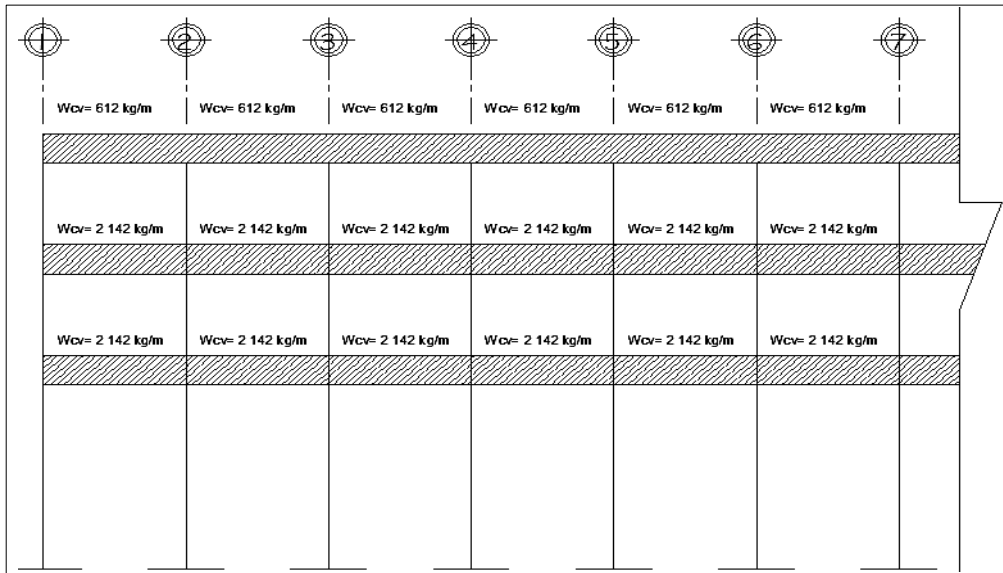 1 2 3 4 5 6 7
Wcv= 612 kg/m Wcv= 612 kg/m Wcv= 612 kg/m Wcv= 612 kg/m Wcv= 612 kg/m Wcv= 612 kg/m
Wcv= 2 142 kg/m Wcv= 2 142 kg/m Wcv= 2 142 kg/m Wcv= 2 142 kg/m Wcv= 2 142 kg/m Wcv= 2 142 kg/m
Wcv= 2 142 kg/m Wcv= 2 142 kg/m Wcv= 2 142 kg/m Wcv= 2 142 kg/m Wcv= 2 142 kg/m Wcv= 2 142 kg/m